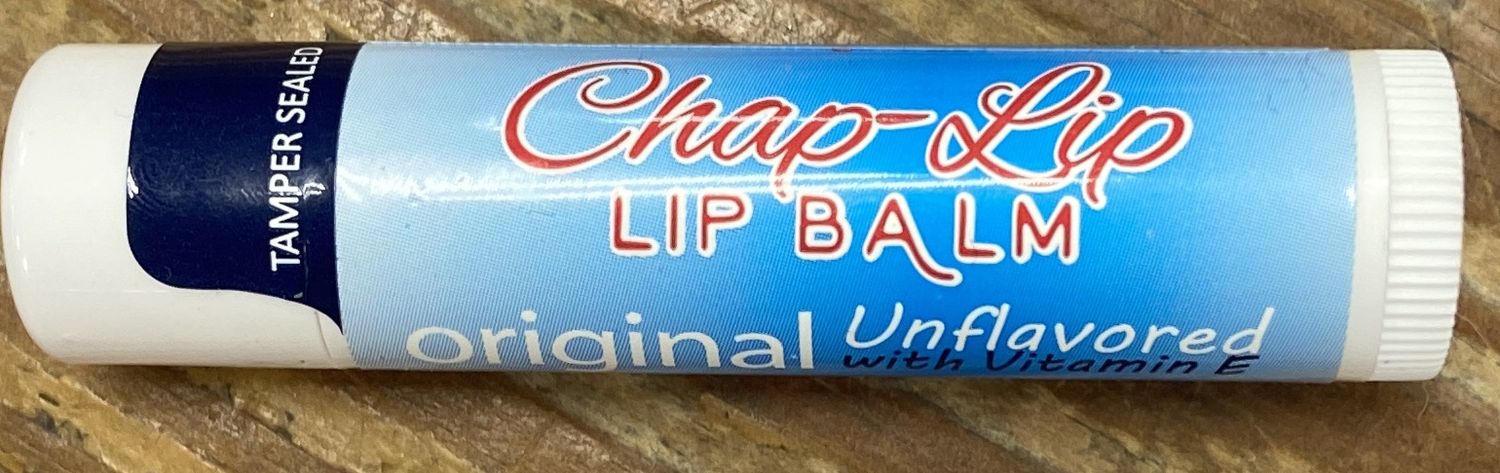 TAMPER SEALED
Chap-Lip
LIP BALM
original Unflavored
with Vitamin E